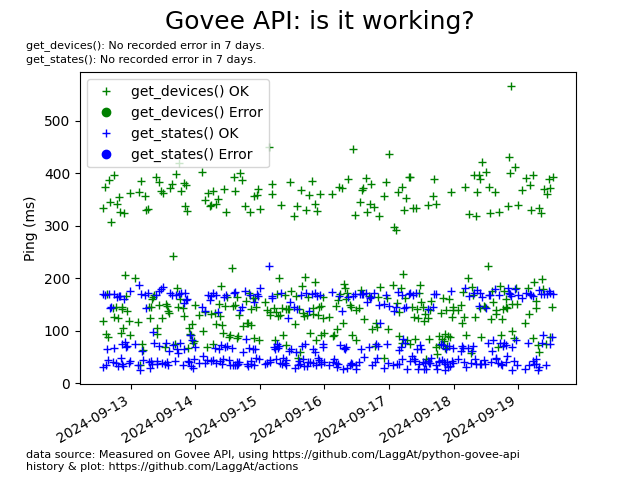 Govee API: is it working?
get_devices(): No recorded error in 7 days.
get_states(): No recorded error in 7 days.
get_devices() OK
get_devices() Error
get_states() OK
get_states() Error
Ping (ms)
500
400
300
200
100
0
2024-09-13
2024-09-14
2024-09-15
2024-09-16
2024-09-17
2024-09-18
2024-09-19
data source: Measured on Govee API, using https://github.com/LaggAt/python-govee-api
history & plot: https://github.com/LaggAt/actions